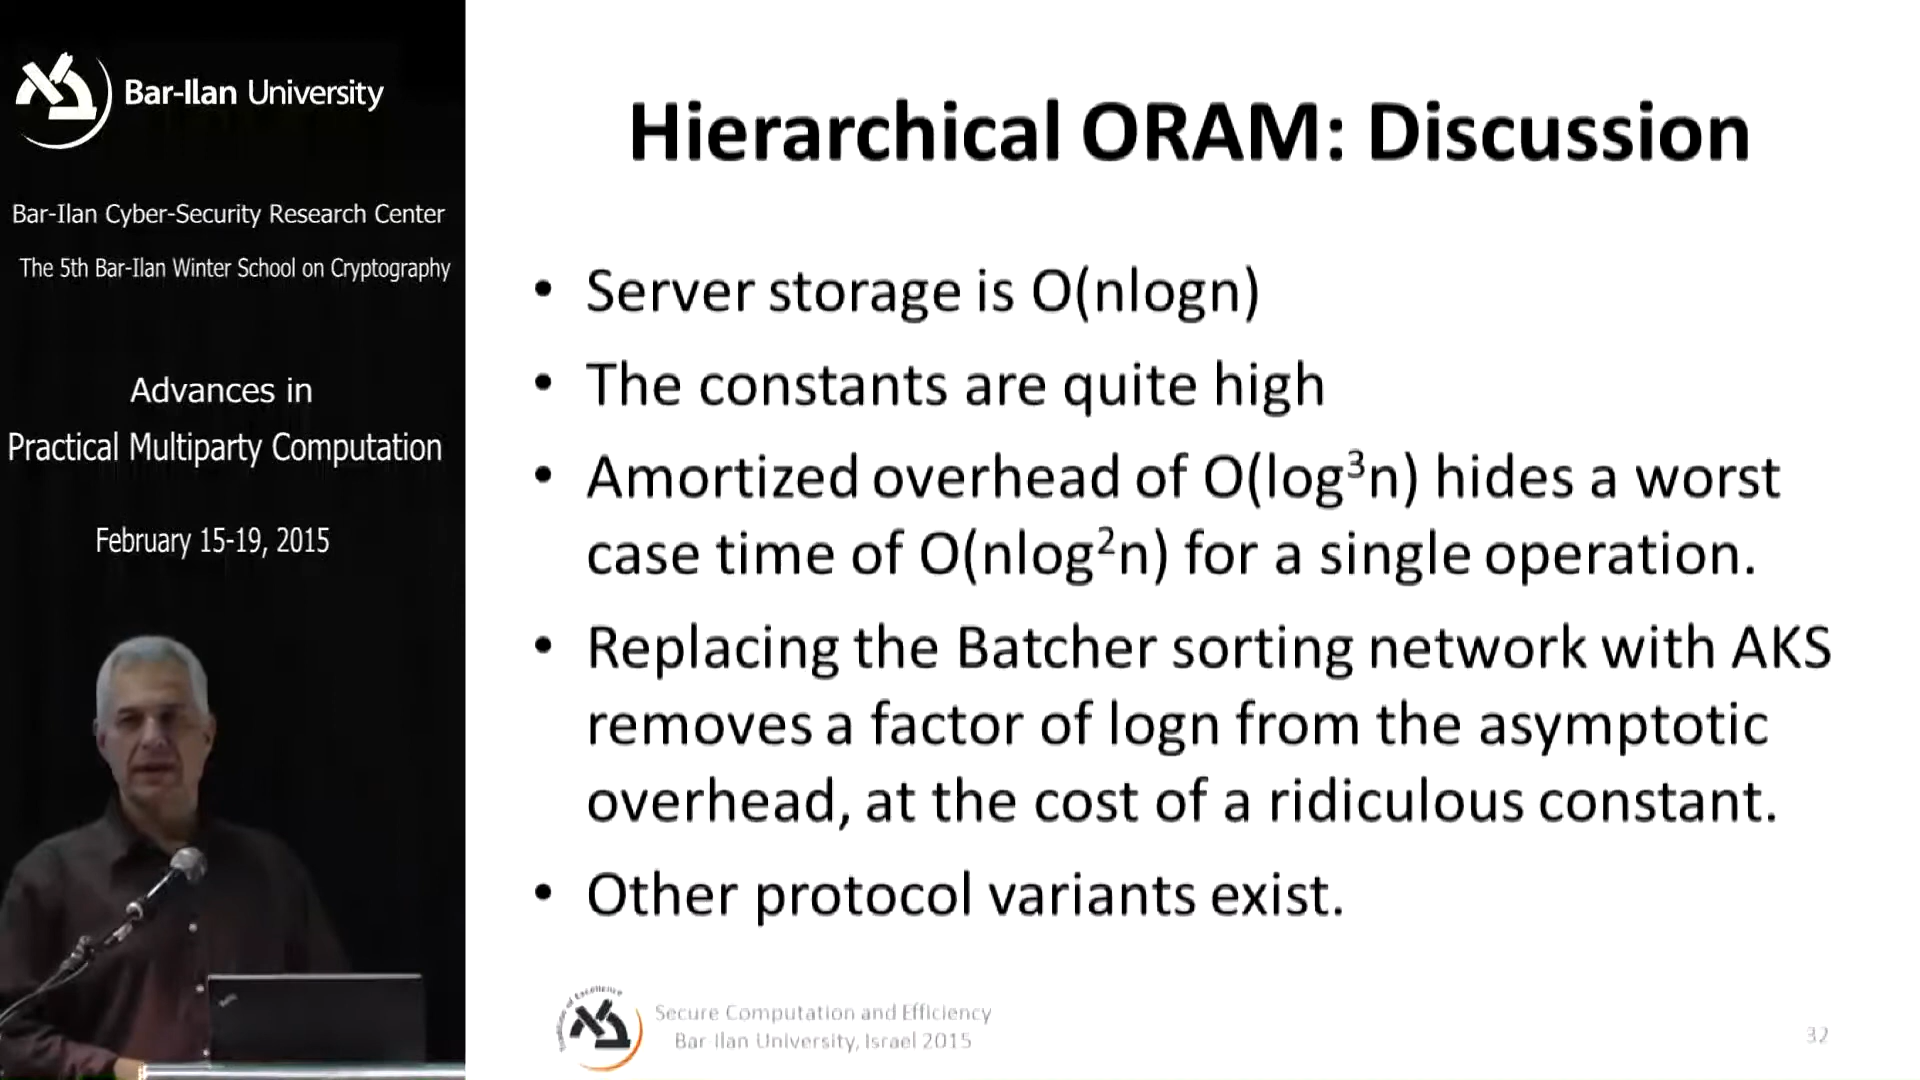 Bar-Ilan University
Bar-Ilan Cyber-Security Research Center
The 5th Bar-Ilan Winter School on Cryptography
Advances in
Practical Multiparty Computation
February 15-19, 2015
Hierarchical ORAM: Discussion
• Server storage is O(nlogn)
• The constants are quite high
• Amortized overhead of O(log³n) hides a worst
case time of O(nlog²n) for a single operation.
• Replacing the Batcher sorting network with AKS
removes a factor of logn from the asymptotic
overhead, at the cost of a ridiculous constant.
• Other protocol variants exist.
Secure Computation and Efficiency
Bar Ilan University, Israel 2015
32